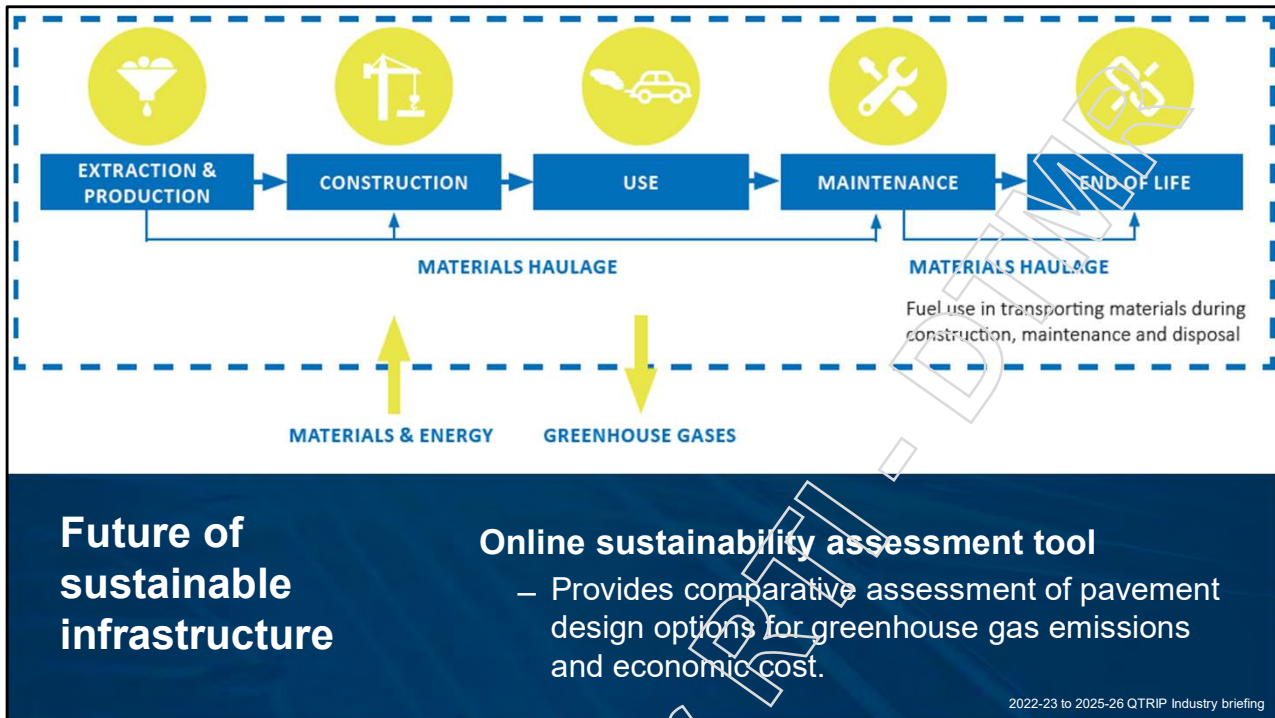 EXTRACTION &
PRODUCTION
CONSTRUCTION
USE
MAINTENANCE
END OF LIFE
MATERIALS HAULAGE
MATERIALS HAULAGE
Fuel use in transporting materials during
construction, maintenance and disposal
MATERIALS & ENERGY
GREENHOUSE GASES
Future of
sustainable
infrastructure
Online sustainability assessment tool
– Provides comparative assessment of pavement
design options for greenhouse gas emissions
and economic cost.
2022-23 to 2025-26 QTRIP Industry briefing
RTI - DTMR